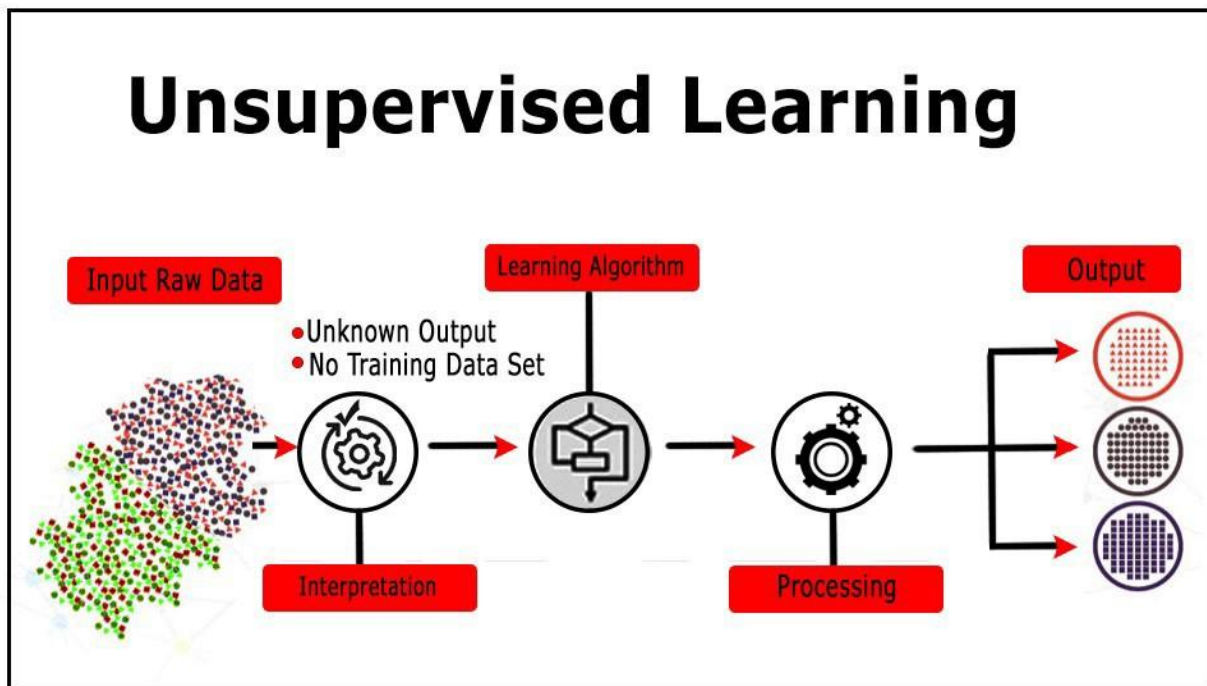 Unsupervised Learning
Input Raw Data
• Unknown Output
• No Training Data Set
Interpretation
Learning Algorithm
Processing
Output